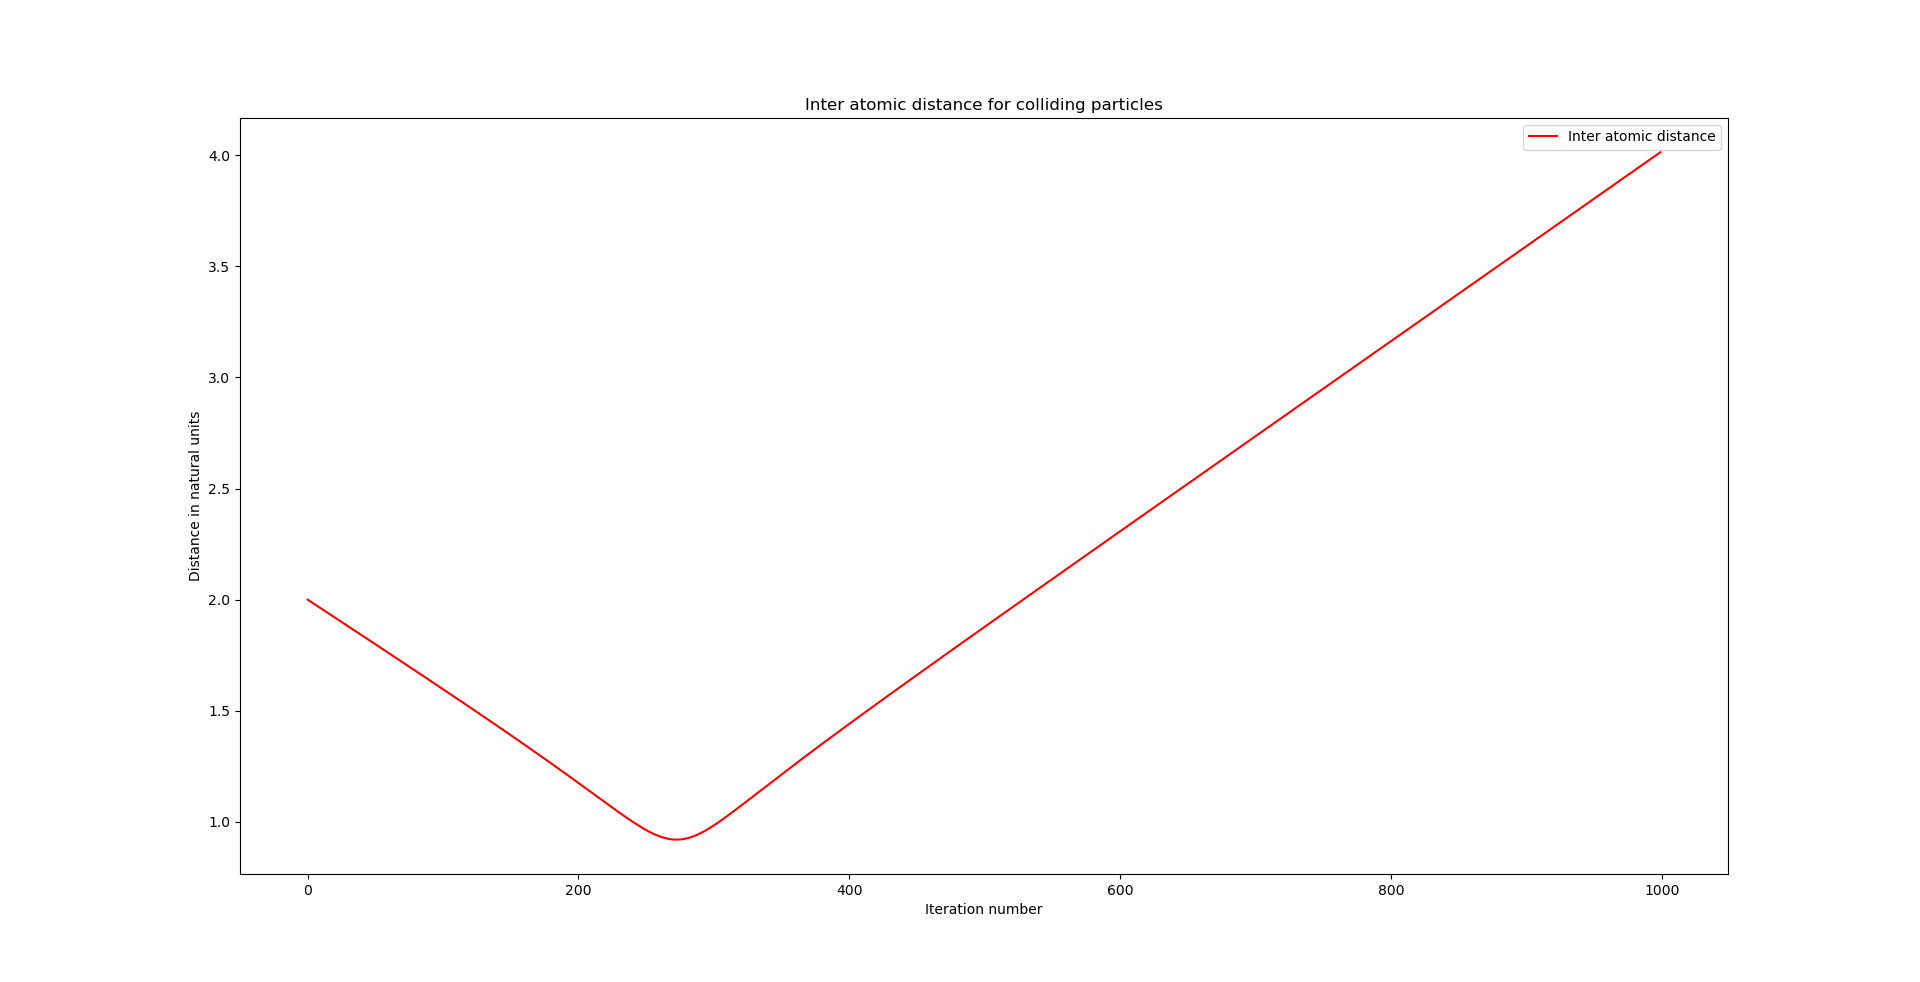 Inter atomic distance for colliding particles
Inter atomic distance
4.0
3.5
3.0
2.5
2.0
1.5
1.0
Distance in natural units
0 200 400 600 800 1000
Iteration number